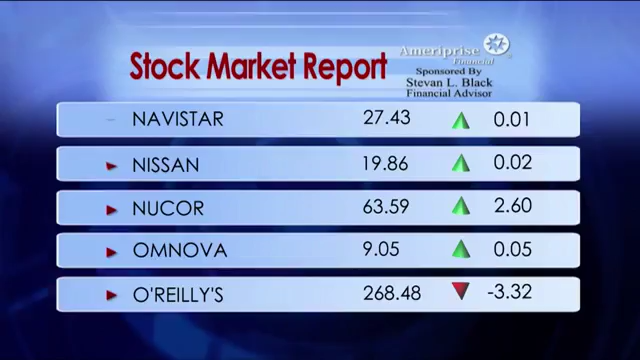 Stock Market Report
Ameriprise
Financial
Sponsored By
Stevan L. Black
Financial Advisor
NAVISTAR 27.43 0.01
NISSAN 19.86 0.02
NUCOR 63.59 2.60
OMNOVA 9.05 0.05
O'REILLY'S 268.48 -3.32